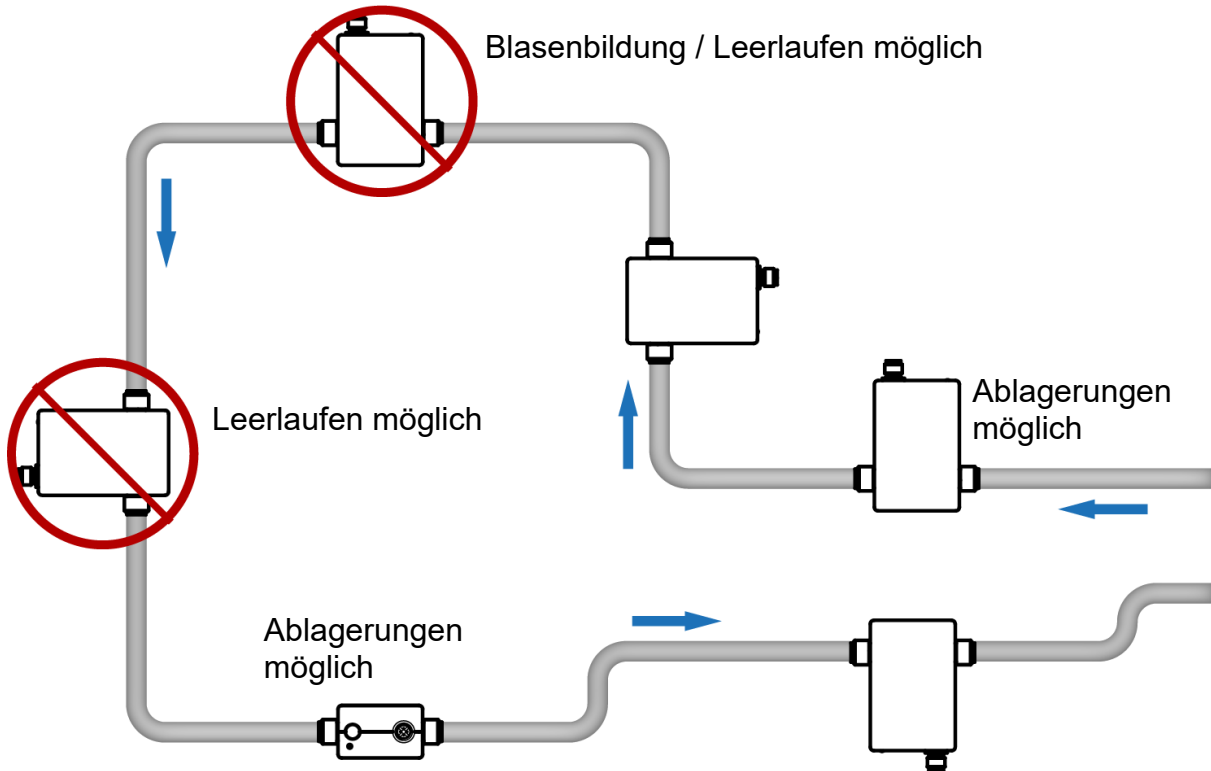 Blasenbildung / Leerlaufen möglich
Leerlaufen möglich
Ablagerungen
möglich
Ablagerungen
möglich